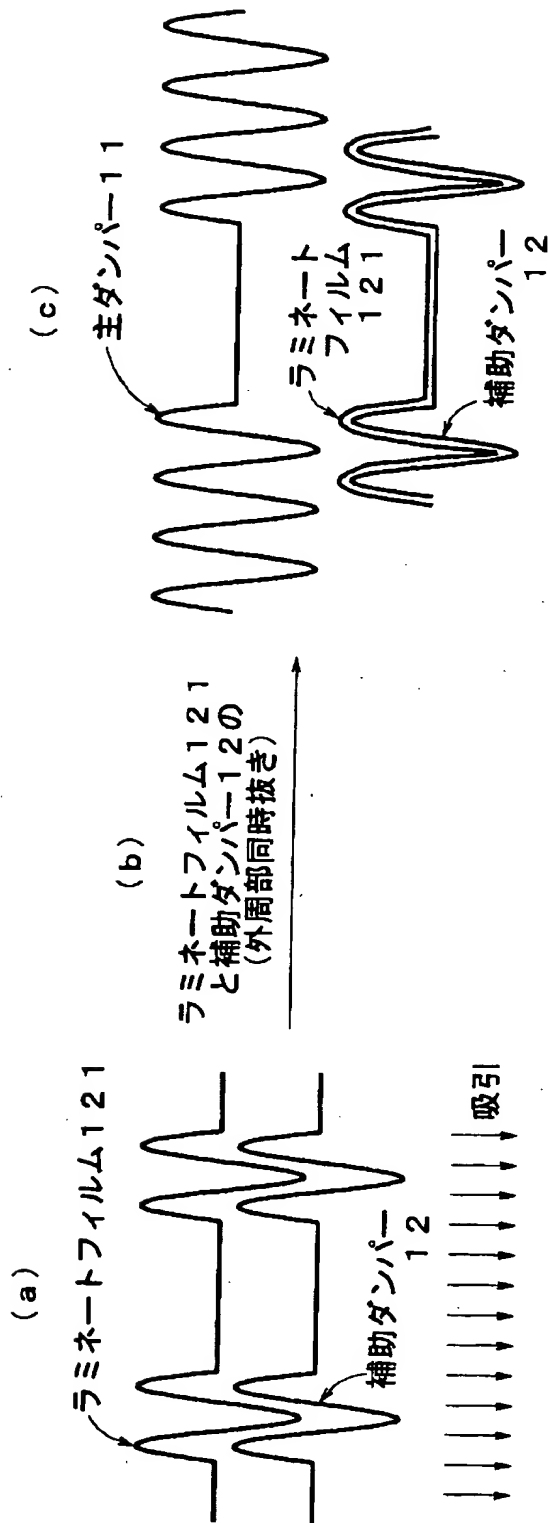 (a)
ラミネートフィルム121
補助ダンパー
12
吸引
(b)
ラミネートフィルム121
と補助ダンパー12の
(外周部同時抜き)
(c)
主ダンパー11
ラミネート
フィルム
121
補助ダンパー
12